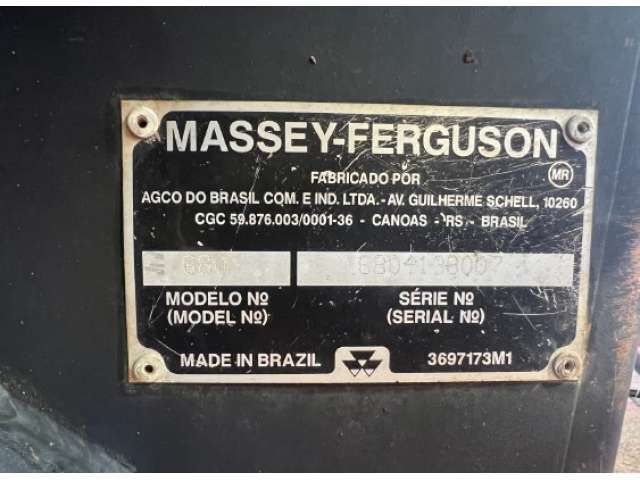 MASSEY-FERGUSON
FABRICADO POR
MR
AGCO DO BRASIL COM. E IND. LTDA. - AV. GUILHERME SCHELL, 10260
CGC 59.876.003/0001-36 - CANOAS - RS - BRASIL
MODELO Nº
(MODEL Nº)
SÉRIE Nº
(SERIAL Nº)
MADE IN BRAZIL
3697173M1